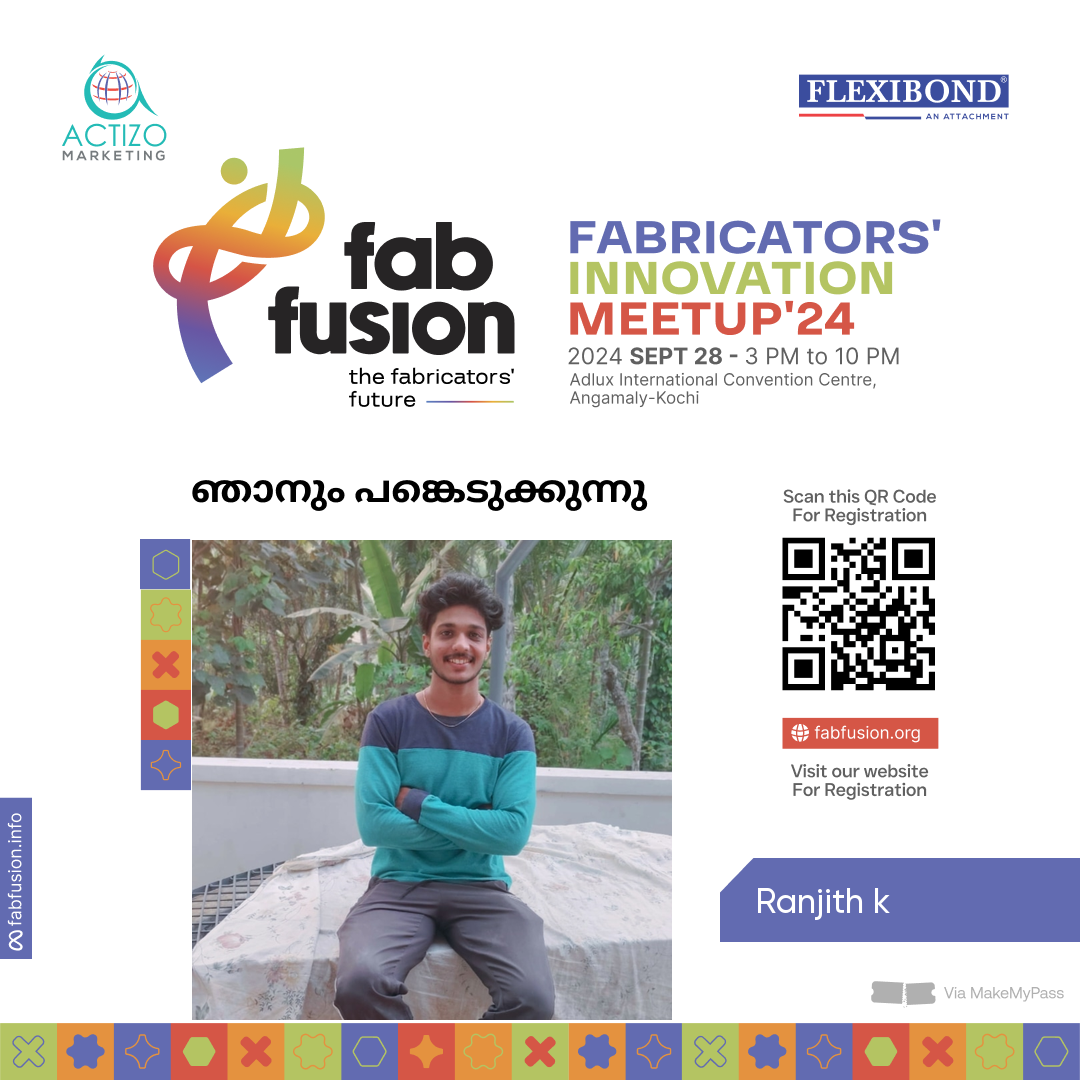 ACTIZO
MARKETING
FLEXIBOND®
AN ATTACHMENT
fab
fusion
the fabricators'
future
FABRICATORS'
INNOVATION
MEETUP'24
2024 SEPT 28 - 3 PM to 10 PM
Adlux International Convention Centre,
Angamaly-Kochi
ഞാനും പങ്കെടുക്കുന്നു
Scan this QR Code
For Registration
fabfusion.org
Visit our website
For Registration
fabfusion.info
Ranjith k
Via MakeMyPass